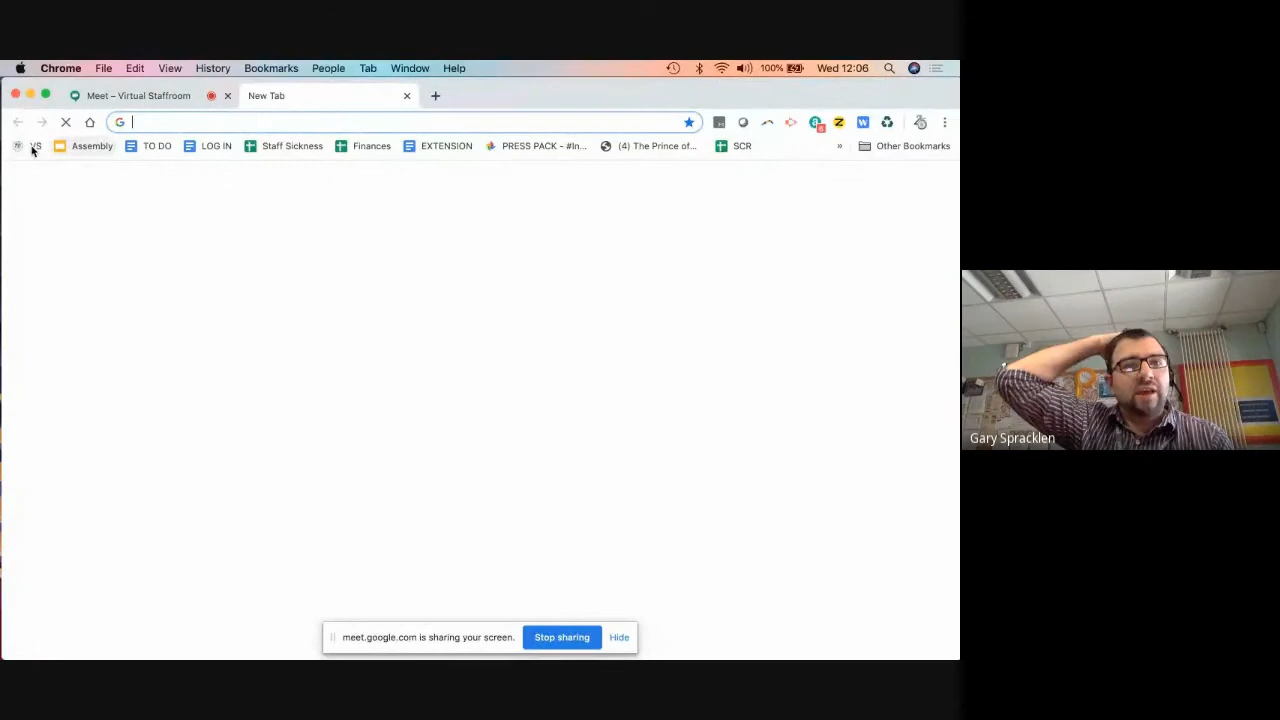 Chrome File Edit View History Bookmarks People Tab Window Help 100% Wed 12:06
Meet – Virtual Staffroom New Tab
VS Assembly TO DO LOG IN Staff Sickness Finances EXTENSION PRESS PACK - #In... (4) The Prince of... SCR » Other Bookmarks
Gary Spracklen
meet.google.com is sharing your screen. Stop sharing Hide